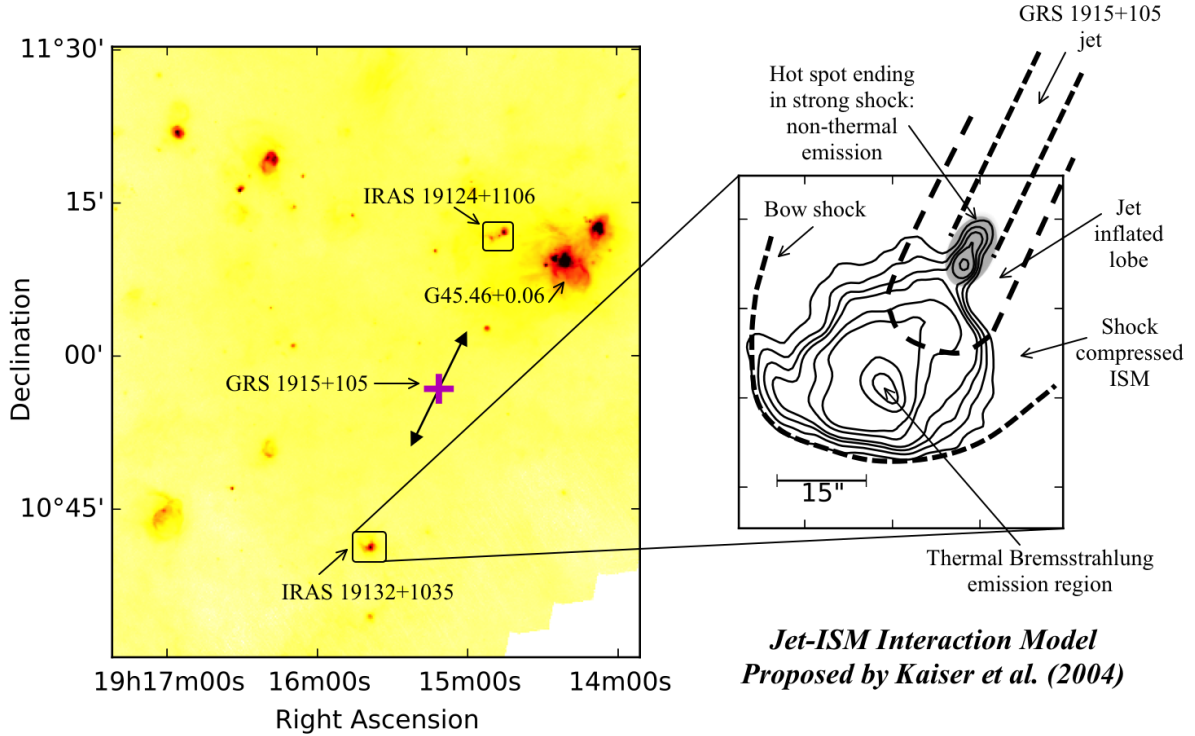 GRS 1915+105
jet
Hot spot ending
in strong shock:
non-thermal
emission
11°30'
IRAS 19124+1106
15'
Bow shock
Jet
inflated
lobe
G45.46+0.06
Declination
00'
Shock
compressed
ISM
GRS 1915+105
15"
10°45'
Thermal Bremsstrahlung
emission region
IRAS 19132+1035
Jet-ISM Interaction Model
Proposed by Kaiser et al. (2004)
19h17m00s
16m00s
15m00s
14m00s
Right Ascension